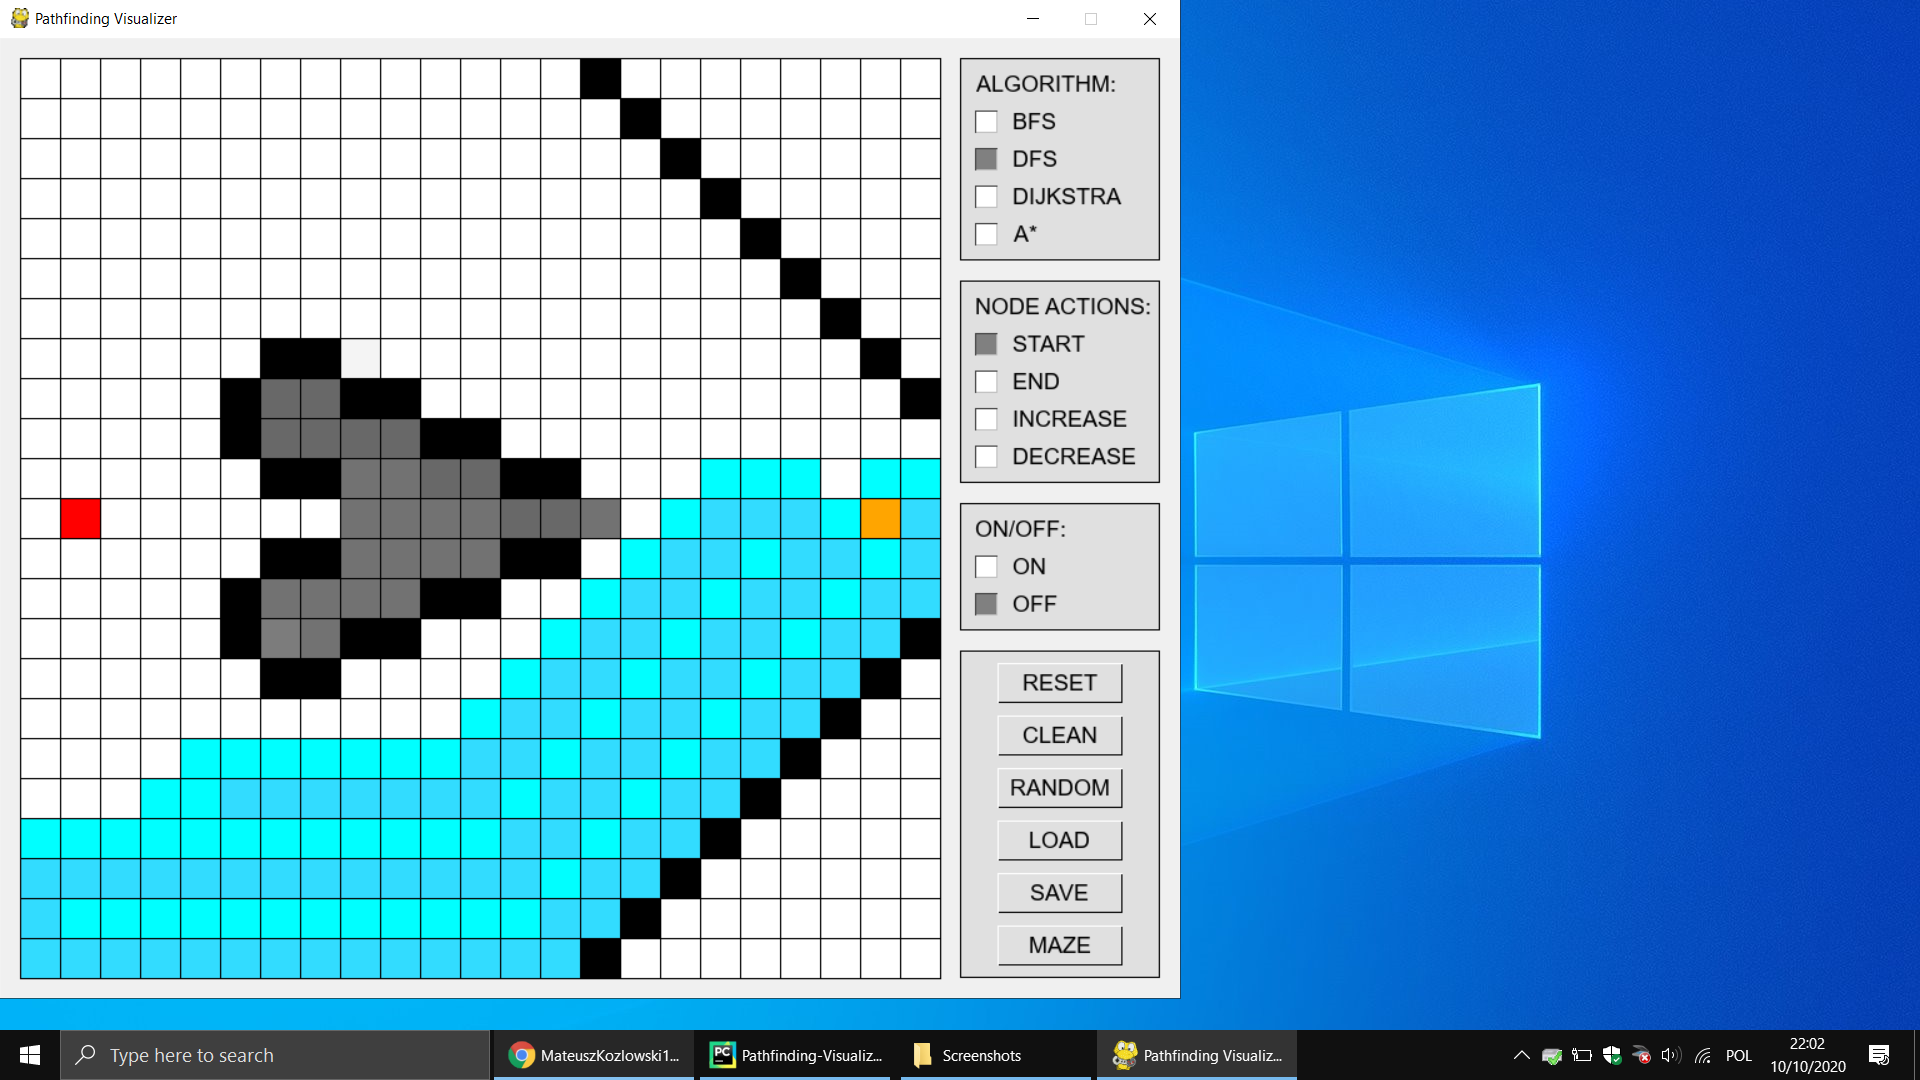 Pathfinding Visualizer
ALGORITHM:
BFS
DFS
DIJKSTRA
A*
NODE ACTIONS:
START
END
INCREASE
DECREASE
ON/OFF:
ON
OFF
RESET
CLEAN
RANDOM
LOAD
SAVE
MAZE
Type here to search
MateuszKozlowski1...
PC
Pathfinding-Visualiz...
Screenshots
Pathfinding Visualiz...
POL
22:02
10/10/2020